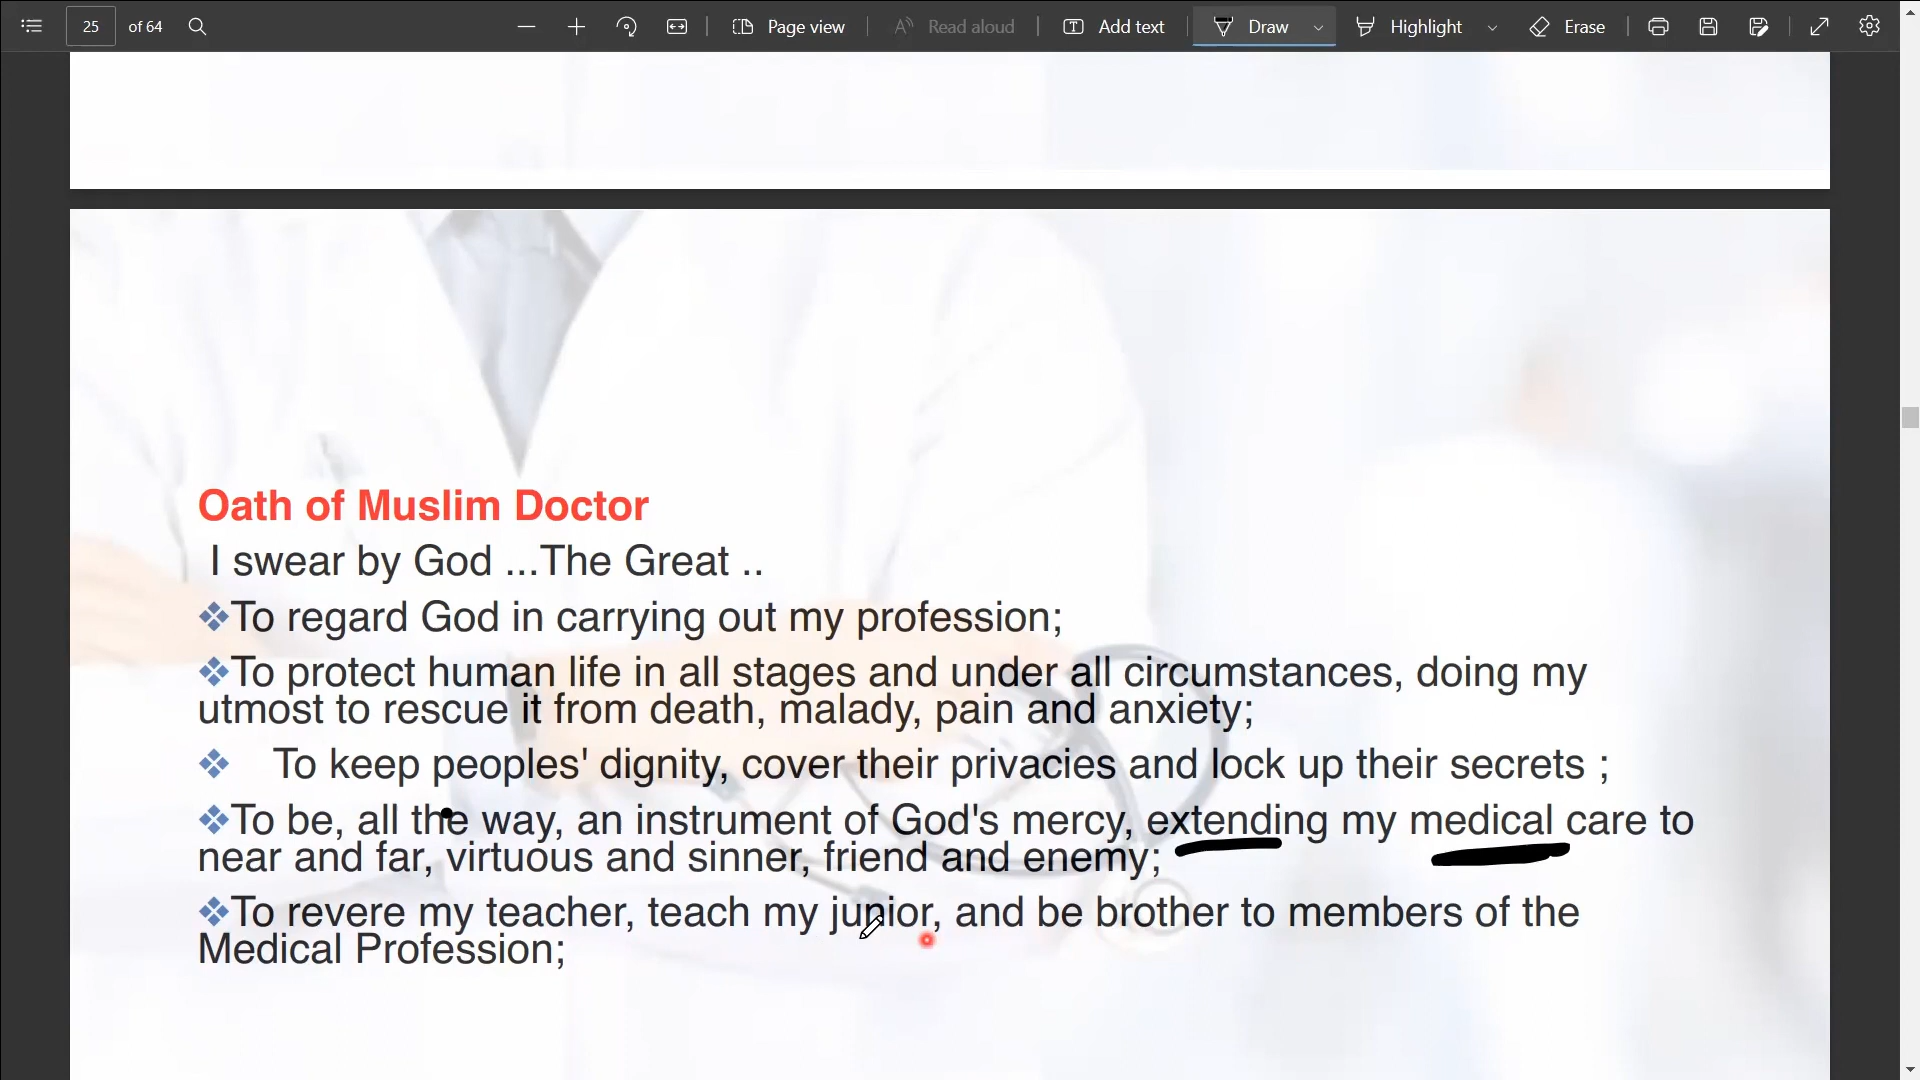 25 of 64 Page view Read aloud Add text Draw Highlight Erase
Oath of Muslim Doctor
I swear by God ...The Great ..
❖To regard God in carrying out my profession;
❖To protect human life in all stages and under all circumstances, doing my
utmost to rescue it from death, malady, pain and anxiety;
❖ To keep peoples' dignity, cover their privacies and lock up their secrets ;
❖To be, all the way, an instrument of God's mercy, extending my medical care to
near and far, virtuous and sinner, friend and enemy;
❖To revere my teacher, teach my junior, and be brother to members of the
Medical Profession;